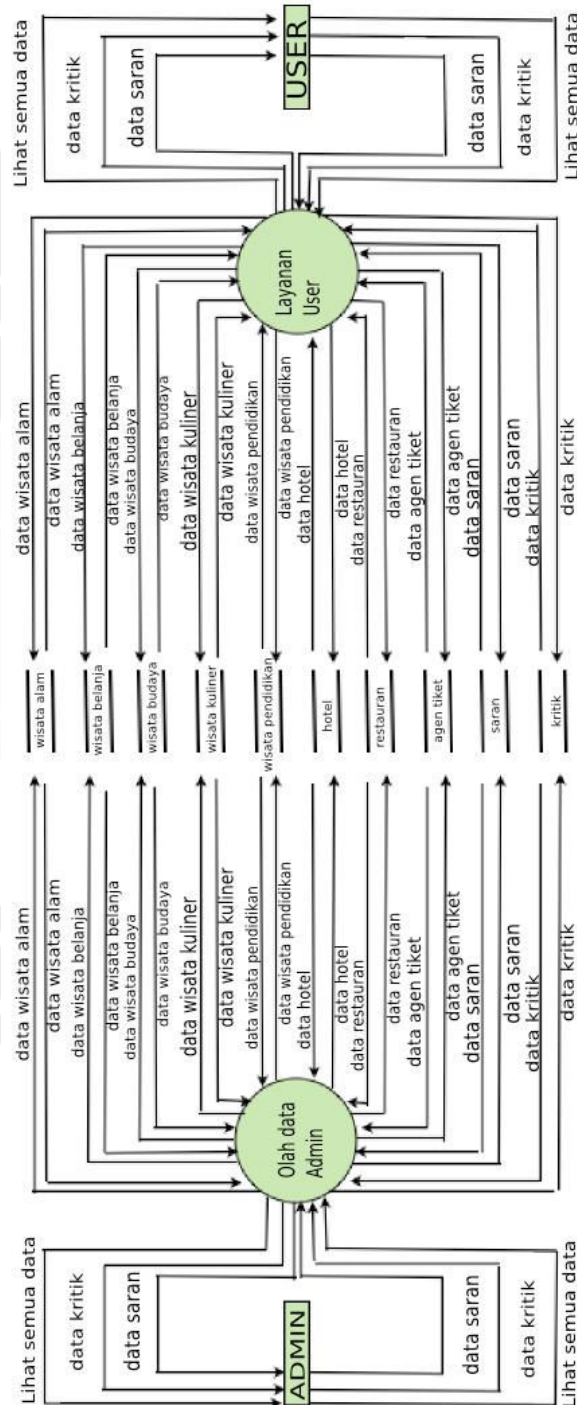 Lihat semua data
data kritik
data saran
ADMIN
data saran
data kritik
Lihat semua data
Olah data
Admin
data wisata alam
data wisata alam
data wisata belanja
data wisata belanja
data wisata budaya
data wisata budaya
data wisata kuliner
data wisata kuliner
data wisata pendidikan
data wisata pendidikan
data hotel
data hotel
data restauran
data restauran
data agen tiket
data agen tiket
data saran
data saran
data kritik
data kritik
wisata alam
wisata belanja
wisata budaya
wisata kuliner
wisata pendidikan
hotel
restauran
agen tiket
saran
kritik
data wisata alam
data wisata alam
data wisata belanja
data wisata belanja
data wisata budaya
data wisata budaya
data wisata kuliner
data wisata kuliner
data wisata pendidikan
data wisata pendidikan
data hotel
data hotel
data restauran
data restauran
data agen tiket
data agen tiket
data saran
data saran
data kritik
data kritik
Layanan
User
Lihat semua data
data kritik
data saran
USER
data saran
data kritik
Lihat semua data